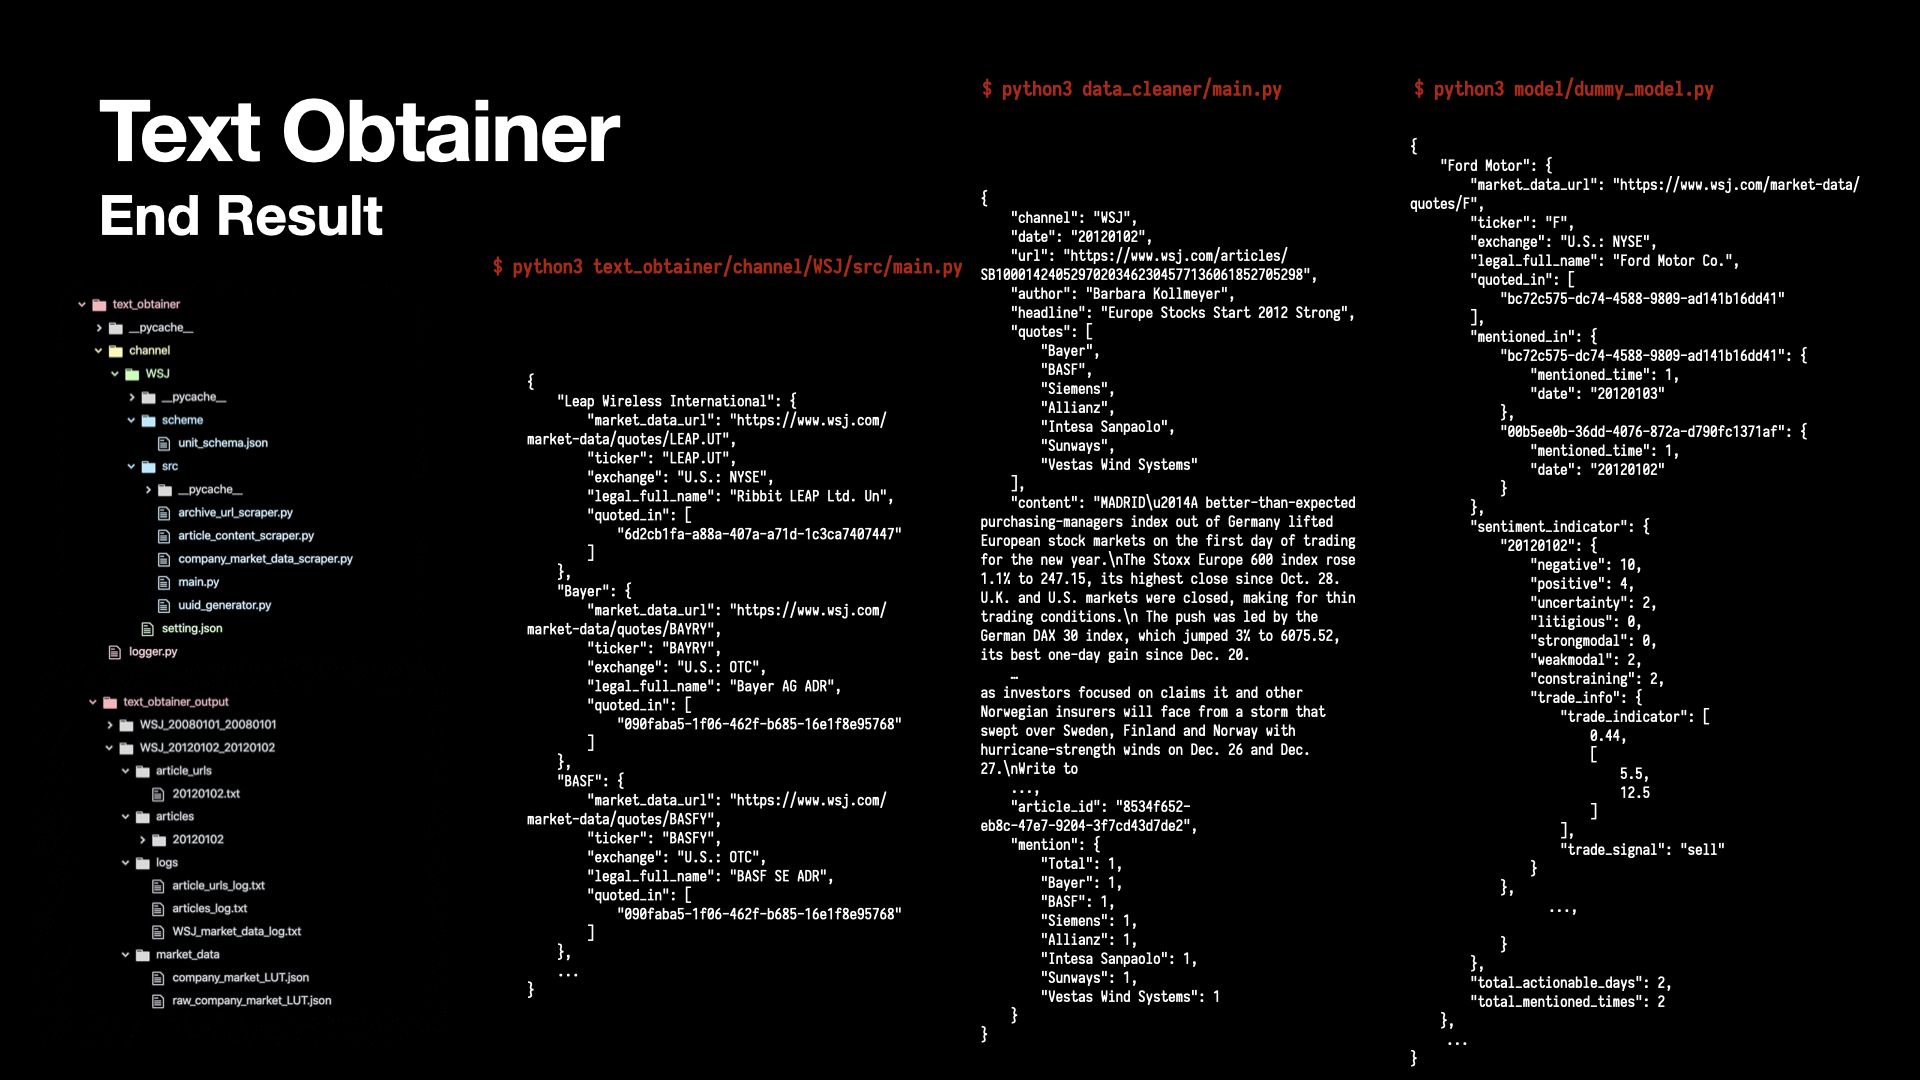 Text Obtainer
End Result
text_obtainer
__pycache__
channel
WSJ
__pycache__
scheme
unit_schema.json
src
__pycache__
archive_url_scraper.py
article_content_scraper.py
company_market_data_scraper.py
main.py
uuid_generator.py
setting.json
logger.py
text_obtainer_output
WSJ_20080101_20080101
WSJ_20120102_20120102
article_urls
20120102.txt
articles
20120102
logs
article_urls_log.txt
articles_log.txt
WSJ_market_data_log.txt
market_data
company_market_LUT.json
raw_company_market_LUT.json
$ python3 text_obtainer/channel/WSJ/src/main.py
{
"Leap Wireless International": {
"market_data_url": "https://www.wsj.com/
market-data/quotes/LEAP.UT",
"ticker": "LEAP.UT",
"exchange": "U.S.: NYSE",
"legal_full_name": "Ribbit LEAP Ltd. Un",
"quoted_in": [
"6d2cb1fa-a88a-407a-a71d-1c3ca7407447"
]
},
"Bayer": {
"market_data_url": "https://www.wsj.com/
market-data/quotes/BAYRY",
"ticker": "BAYRY",
"exchange": "U.S.: OTC",
"legal_full_name": "Bayer AG ADR",
"quoted_in": [
"090faba5-1f06-462f-b685-16e1f8e95768"
]
},
"BASF": {
"market_data_url": "https://www.wsj.com/
market-data/quotes/BASFY",
"ticker": "BASFY",
"exchange": "U.S.: OTC",
"legal_full_name": "BASF SE ADR",
"quoted_in": [
"090faba5-1f06-462f-b685-16e1f8e95768"
]
},
...
}
$ python3 data_cleaner/main.py
{
"channel": "WSJ",
"date": "20120102",
"url": "https://www.wsj.com/articles/
SB10001424052970203462304577136061852705298",
"author": "Barbara Kollmeyer",
"headline": "Europe Stocks Start 2012 Strong",
"quotes": [
"Bayer",
"BASF",
"Siemens",
"Allianz",
"Intesa Sanpaolo",
"Sunways",
"Vestas Wind Systems"
],
"content": "MADRID\u2014A better-than-expected
purchasing-managers index out of Germany lifted
European stock markets on the first day of trading
for the new year.\nThe Stoxx Europe 600 index rose
1.1% to 247.15, its highest close since Oct. 28.
U.K. and U.S. markets were closed, making for thin
trading conditions.\n The push was led by the
German DAX 30 index, which jumped 3% to 6075.52,
its best one-day gain since Dec. 20.
…
as investors focused on claims it and other
Norwegian insurers will face from a storm that
swept over Sweden, Finland and Norway with
hurricane-strength winds on Dec. 26 and Dec.
27.\nWrite to
...,
"article_id": "8534f652-
eb8c-47e7-9204-3f7cd43d7de2",
"mention": {
"Total": 1,
"Bayer": 1,
"BASF": 1,
"Siemens": 1,
"Allianz": 1,
"Intesa Sanpaolo": 1,
"Sunways": 1,
"Vestas Wind Systems": 1
}
}
$ python3 model/dummy_model.py
{
"Ford Motor": {
"market_data_url": "https://www.wsj.com/market-data/
quotes/F",
"ticker": "F",
"exchange": "U.S.: NYSE",
"legal_full_name": "Ford Motor Co.",
"quoted_in": [
"bc72c575-dc74-4588-9809-ad141b16dd41"
],
"mentioned_in": {
"bc72c575-dc74-4588-9809-ad141b16dd41": {
"mentioned_time": 1,
"date": "20120103"
},
"00b5ee0b-36dd-4076-872a-d790fc1371af": {
"mentioned_time": 1,
"date": "20120102"
}
},
"sentiment_indicator": {
"20120102": {
"negative": 10,
"positive": 4,
"uncertainty": 2,
"litigious": 0,
"strongmodal": 0,
"weakmodal": 2,
"constraining": 2,
"trade_info": {
"trade_indicator": [
0.44,
[
5.5,
12.5
]
],
"trade_signal": "sell"
}
},
...,
}
},
"total_actionable_days": 2,
"total_mentioned_times": 2
},
...
}